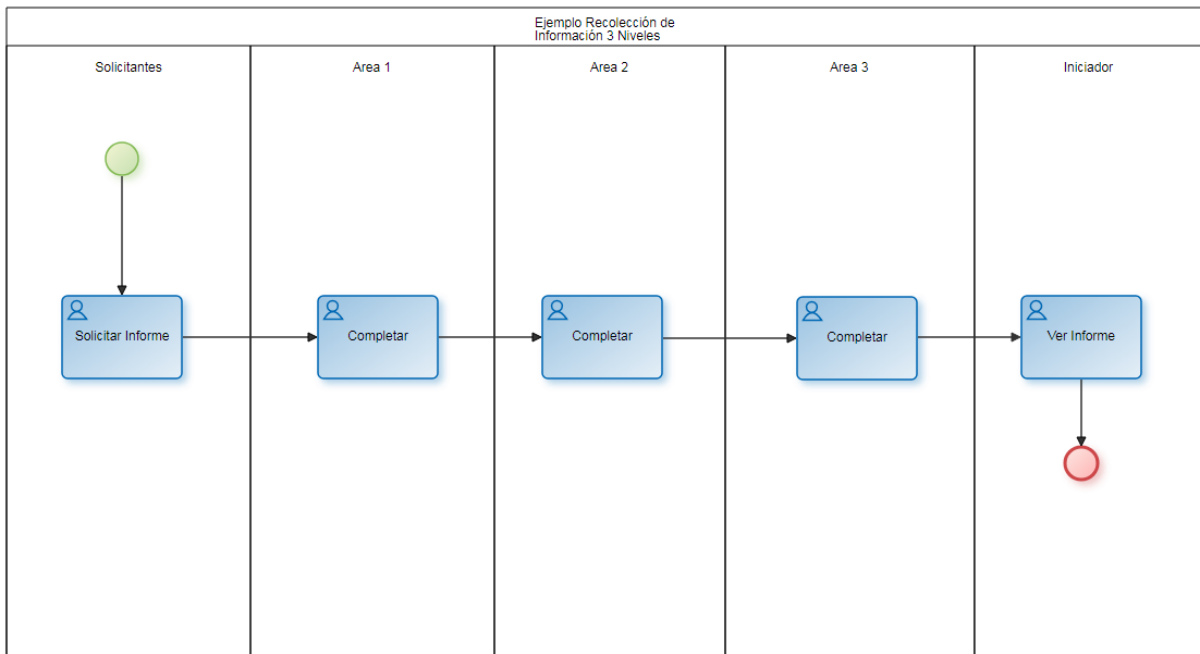 Ejemplo Recolección de
Información 3 Niveles
Solicitantes
Area 1
Area 2
Area 3
Iniciador
Solicitar Informe
Completar
Completar
Completar
Ver Informe